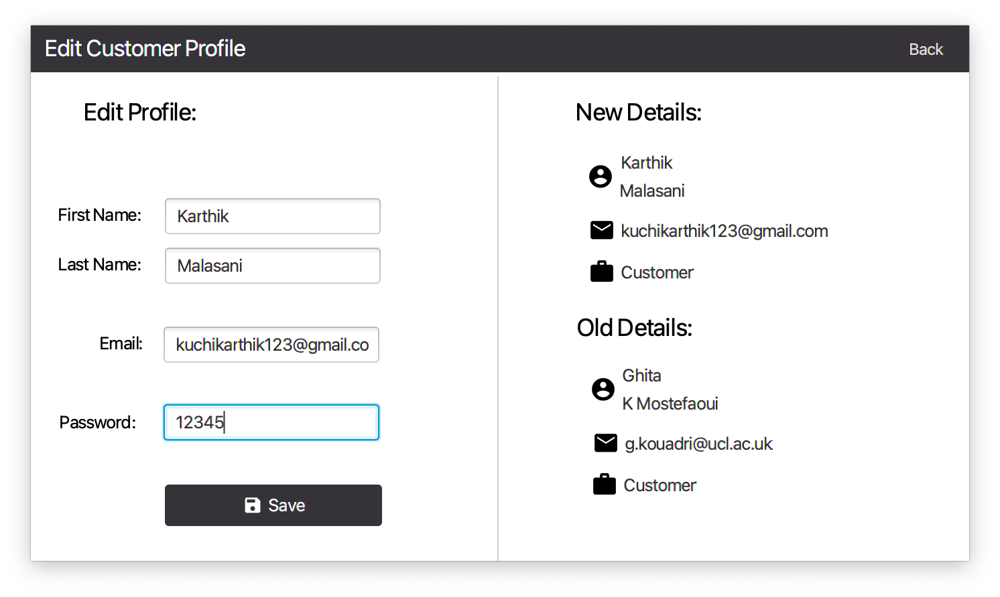 Edit Customer Profile
Back
Edit Profile:
First Name:
Karthik
Last Name:
Malasani
Email:
kuchikarthik123@gmail.co
Password:
12345
Save
New Details:
Karthik
Malasani
kuchikarthik123@gmail.com
Customer
Old Details:
Ghita
K Mostefaoui
g.kouadri@ucl.ac.uk
Customer